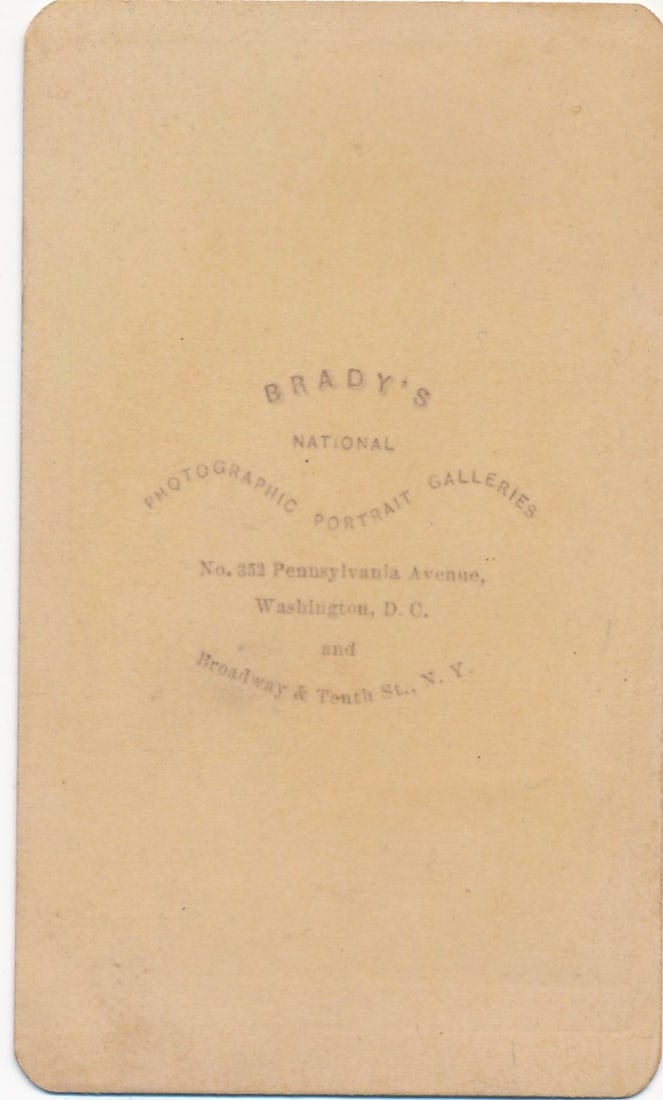 BRADY'S
NATIONAL
PHOTOGRAPHIC PORTRAIT GALLERIES
No. 352 Pennsylvania Avenue,
Washington, D. C.
and
Broadway & Tenth St., N. Y.